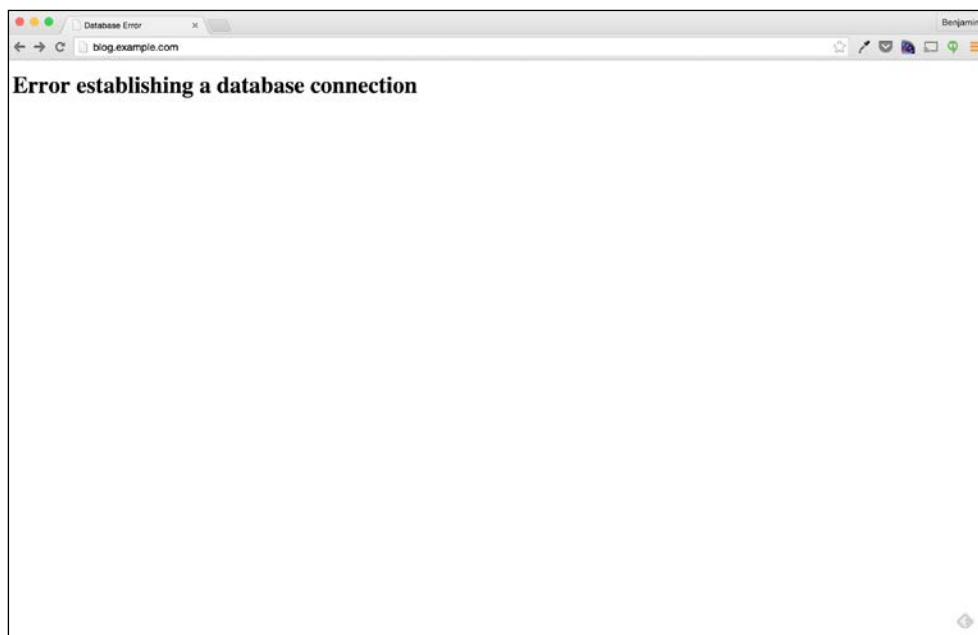 Database Error
Benjamin
blog.example.com
Error establishing a database connection